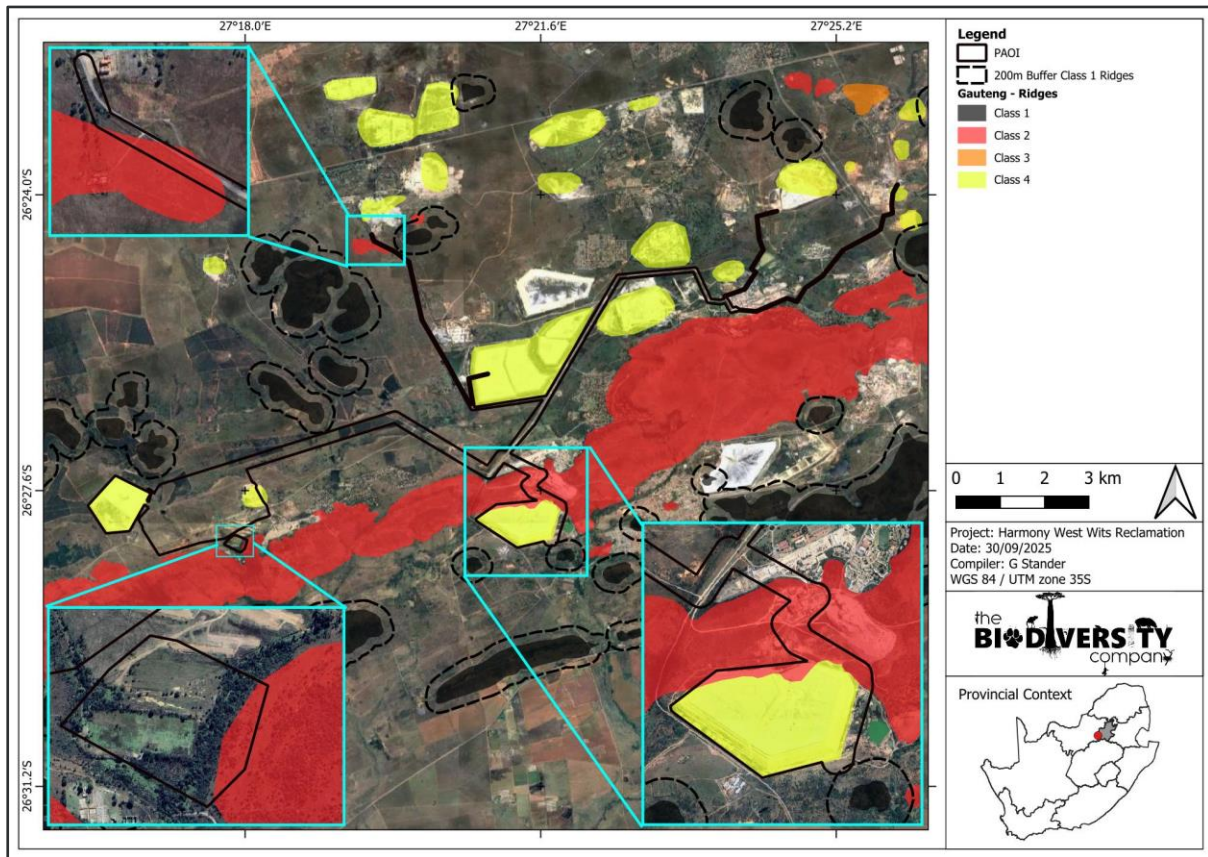 27°18.0'E
27°21.6'E
27°25.2'E
26°24.0'S
26°27.6'S
26°31.2'S
Legend
PAOI
200m Buffer Class 1 Ridges
Gauteng - Ridges
Class 1
Class 2
Class 3
Class 4
0 1 2 3 km
Project: Harmony West Wits Reclamation
Date: 30/09/2025
Compiler: G Stander
WGS 84 / UTM zone 35S
the
BIODIVERSITY
company
Provincial Context